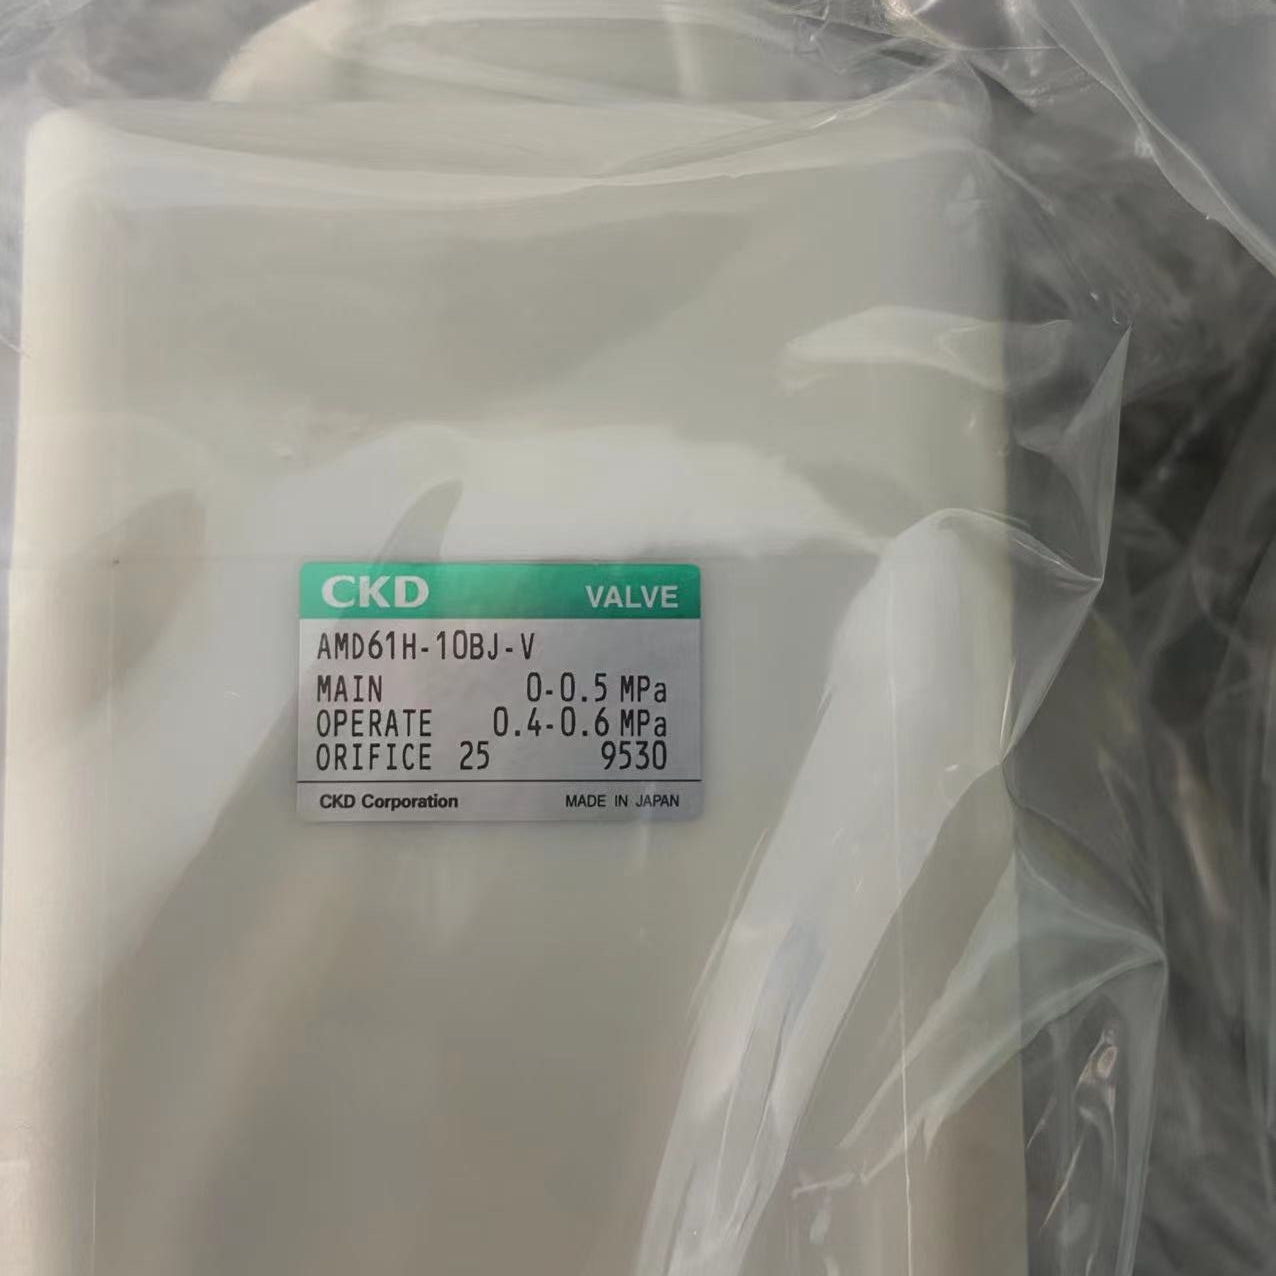 CKD VALVE
AMD61H-10BJ-V
MAIN 0-0.5 MPa
OPERATE 0.4-0.6 MPa
ORIFICE 25 9530
CKD Corporation MADE IN JAPAN